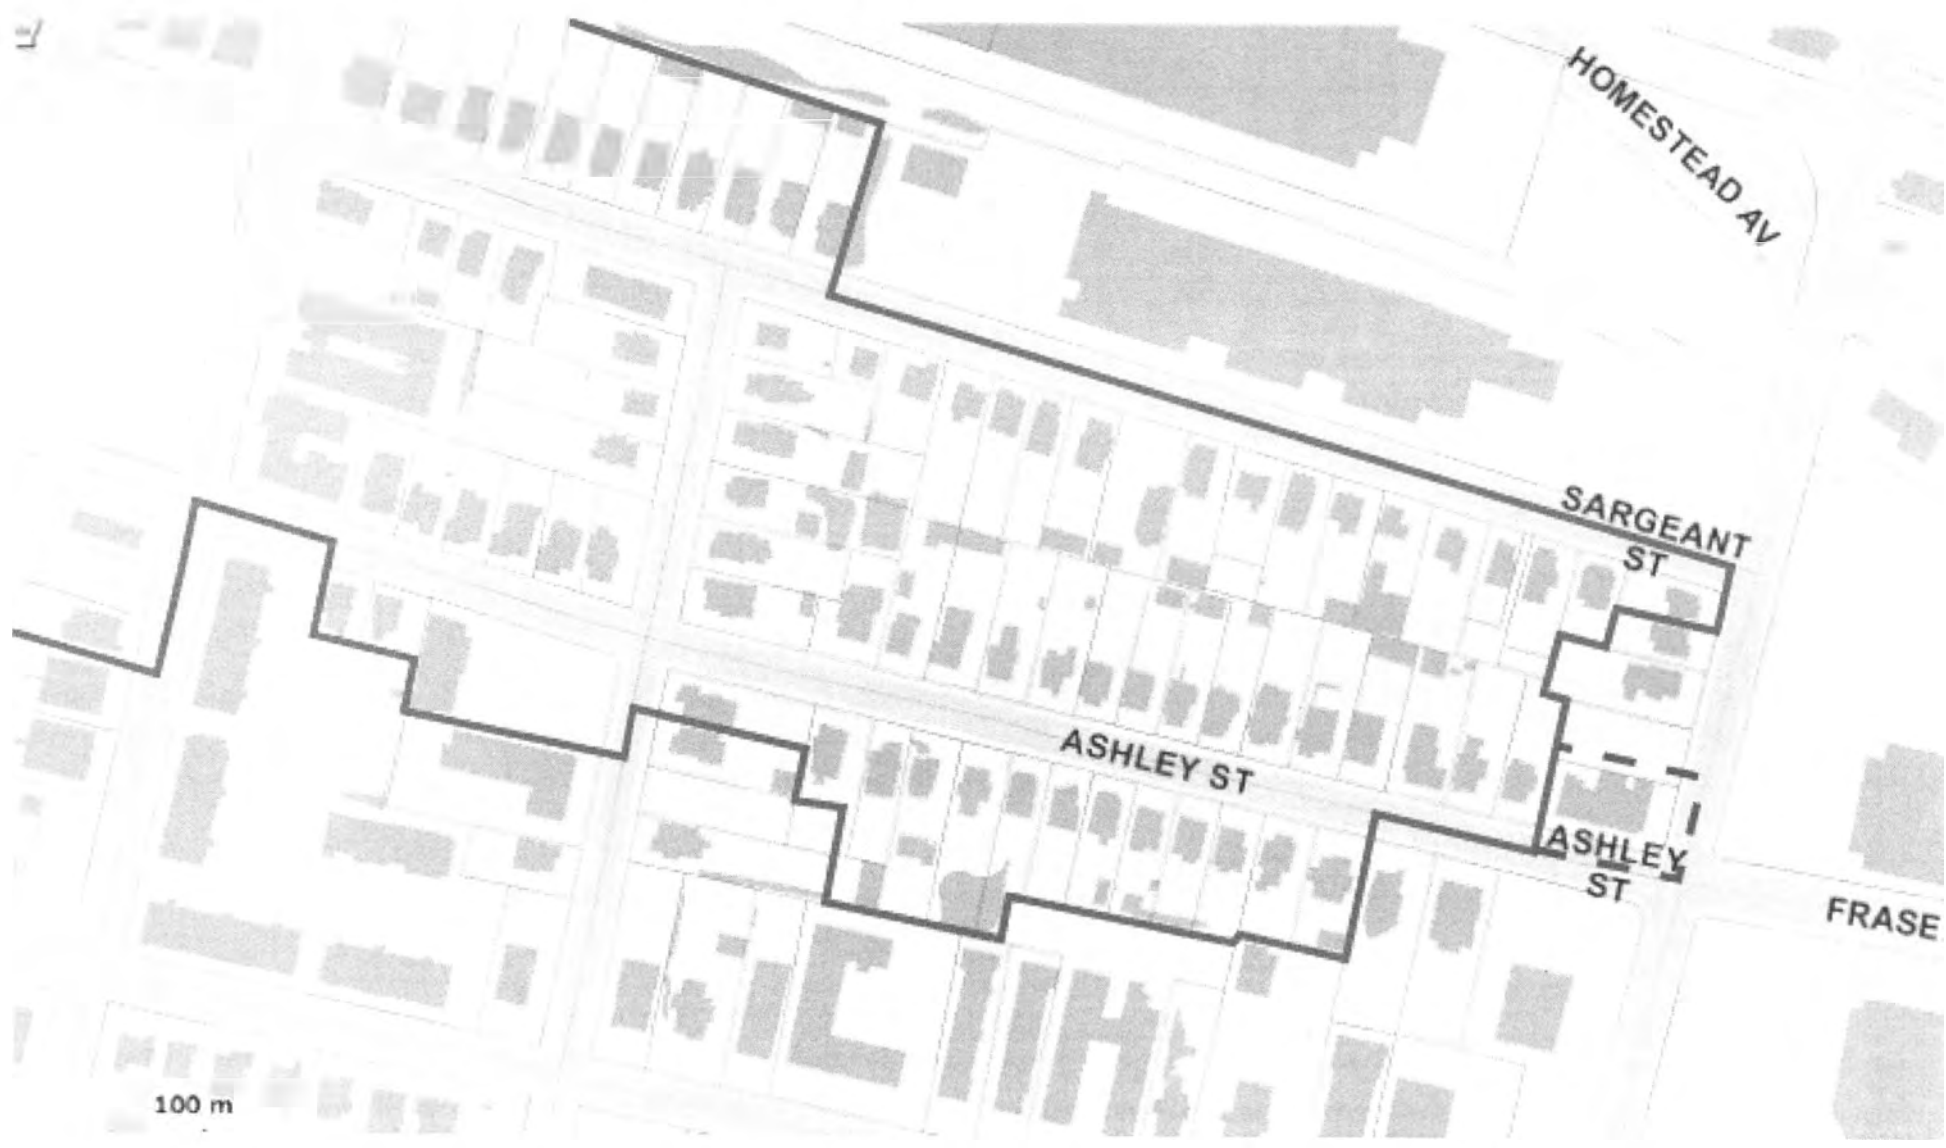 HOMESTEAD AV
SARGEANT
ST
ASHLEY ST
ASHLEY
ST
FRASE
100 m